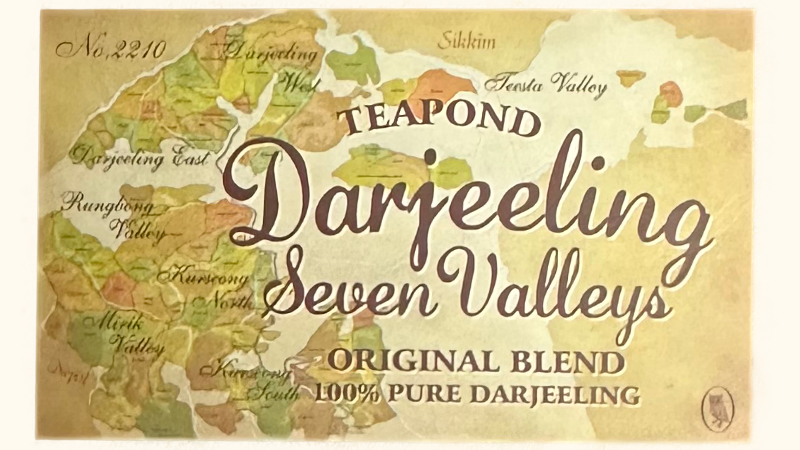 No,2210
Darjeeling
West
Sikkim
Teesta Valley
TEAPOND
Darjeeling East
Darjeeling
Rungbong
Valley
Kurseong
North
Seven Valleys
Mirik
Valley
Nepal
Kurseong
South
ORIGINAL BLEND
100% PURE DARJEELING